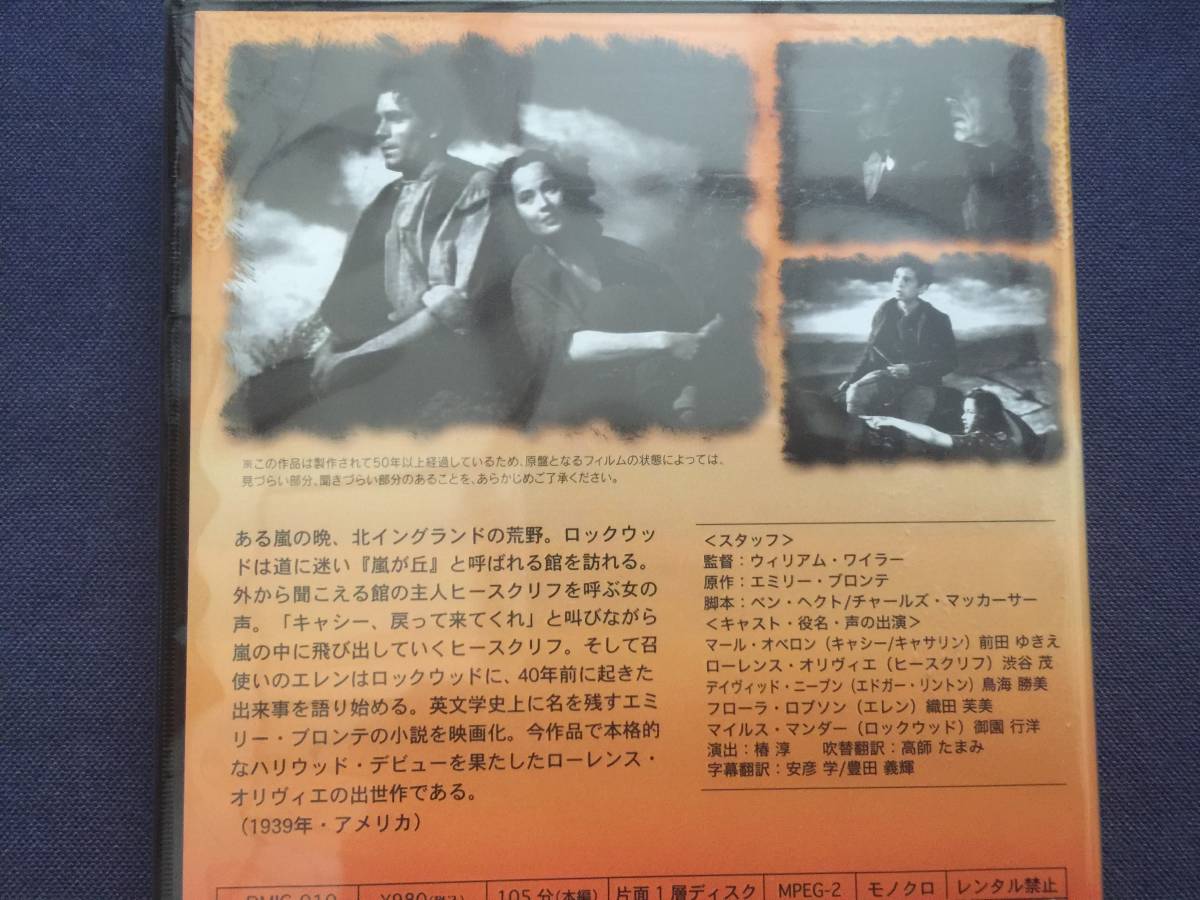 ※この作品は製作されて50年以上経過しているため、原盤となるフィルムの状態によっては、
見づらい部分、聞きづらい部分のあることを、あらかじめご了承ください。
ある嵐の晩、北イングランドの荒野。ロックウッ
ドは道に迷い『嵐が丘』と呼ばれる館を訪れる。
外から聞こえる館の主人ヒースクリフを呼ぶ女の
声。「キャシー、戻って来てくれ」と叫びながら
嵐の中に飛び出していくヒースクリフ。そして召
使いのエレンはロックウッドに、40年前に起きた
出来事を語り始める。英文学史上に名を残すエミ
リー・ブロンテの小説を映画化。今作品で本格的
なハリウッド・デビューを果たしたローレンス・
オリヴィエの出世作である。
（1939年・アメリカ）
＜スタッフ＞
監督：ウィリアム・ワイラー
原作：エミリー・ブロンテ
脚本：ベン・ヘクト/チャールズ・マッカーサー
＜キャスト・役名・声の出演＞
マール・オベロン（キャシー/キャサリン）前田 ゆきえ
ローレンス・オリヴィエ（ヒースクリフ）渋谷 茂
デイヴィッド・ニーブン（エドガー・リントン）鳥海 勝美
フローラ・ロブソン（エレン）織田 芙美
マイルス・マンダー（ロックウッド）御園 行洋
演出：椿 淳　吹替翻訳：高師 たまみ
字幕翻訳：安彦 学/豊田 義輝
¥980 105分(本編) 片面1層ディスク MPEG-2 モノクロ レンタル禁止